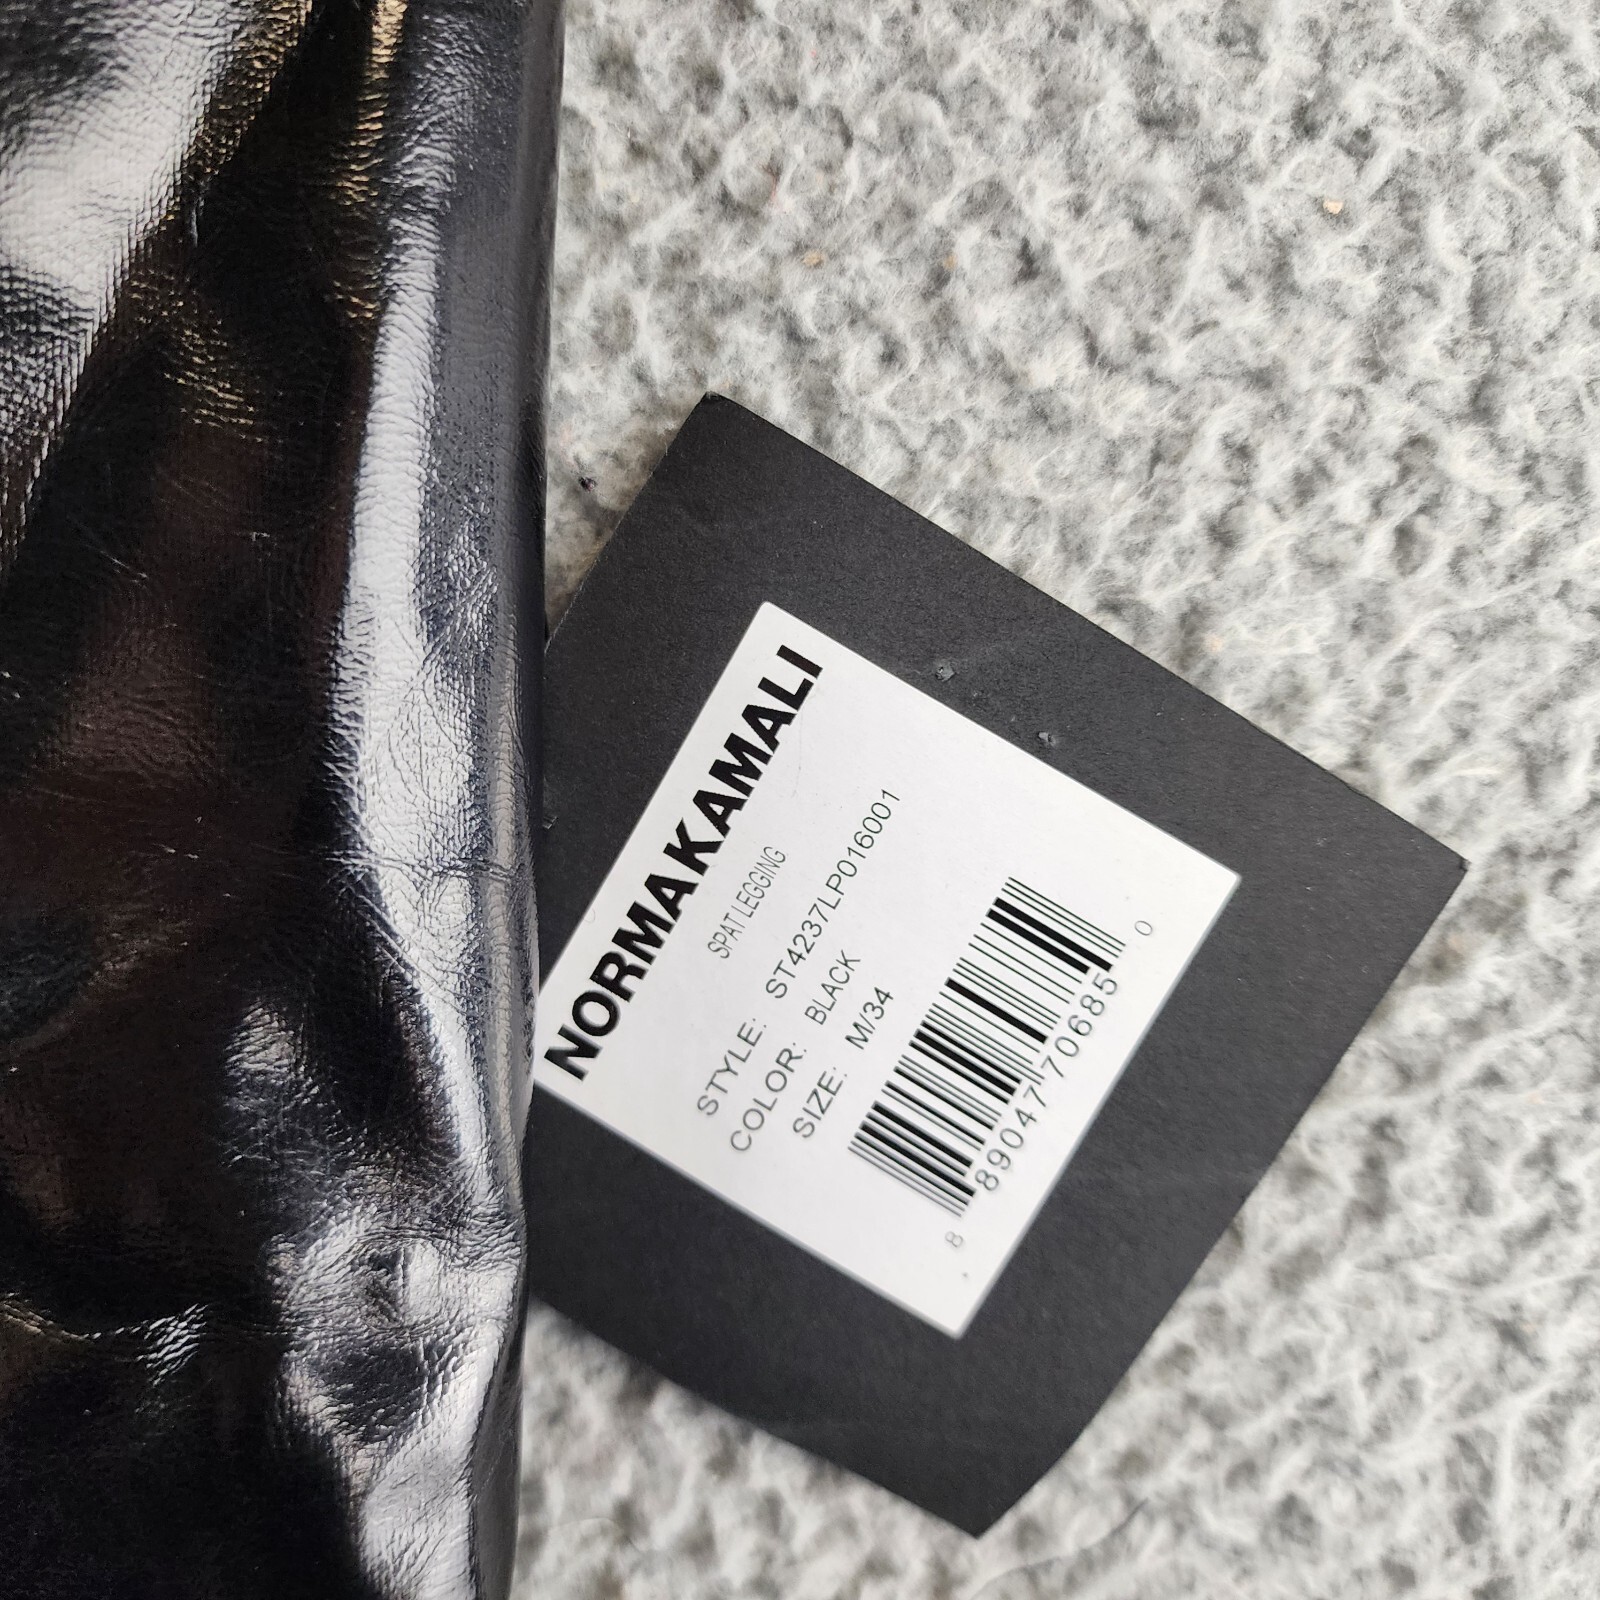 NORMA KAMALI
SPAT LEGGING
STYLE: ST4237LP016001
COLOR: BLACK
SIZE: M/34
8 89047 70685 0